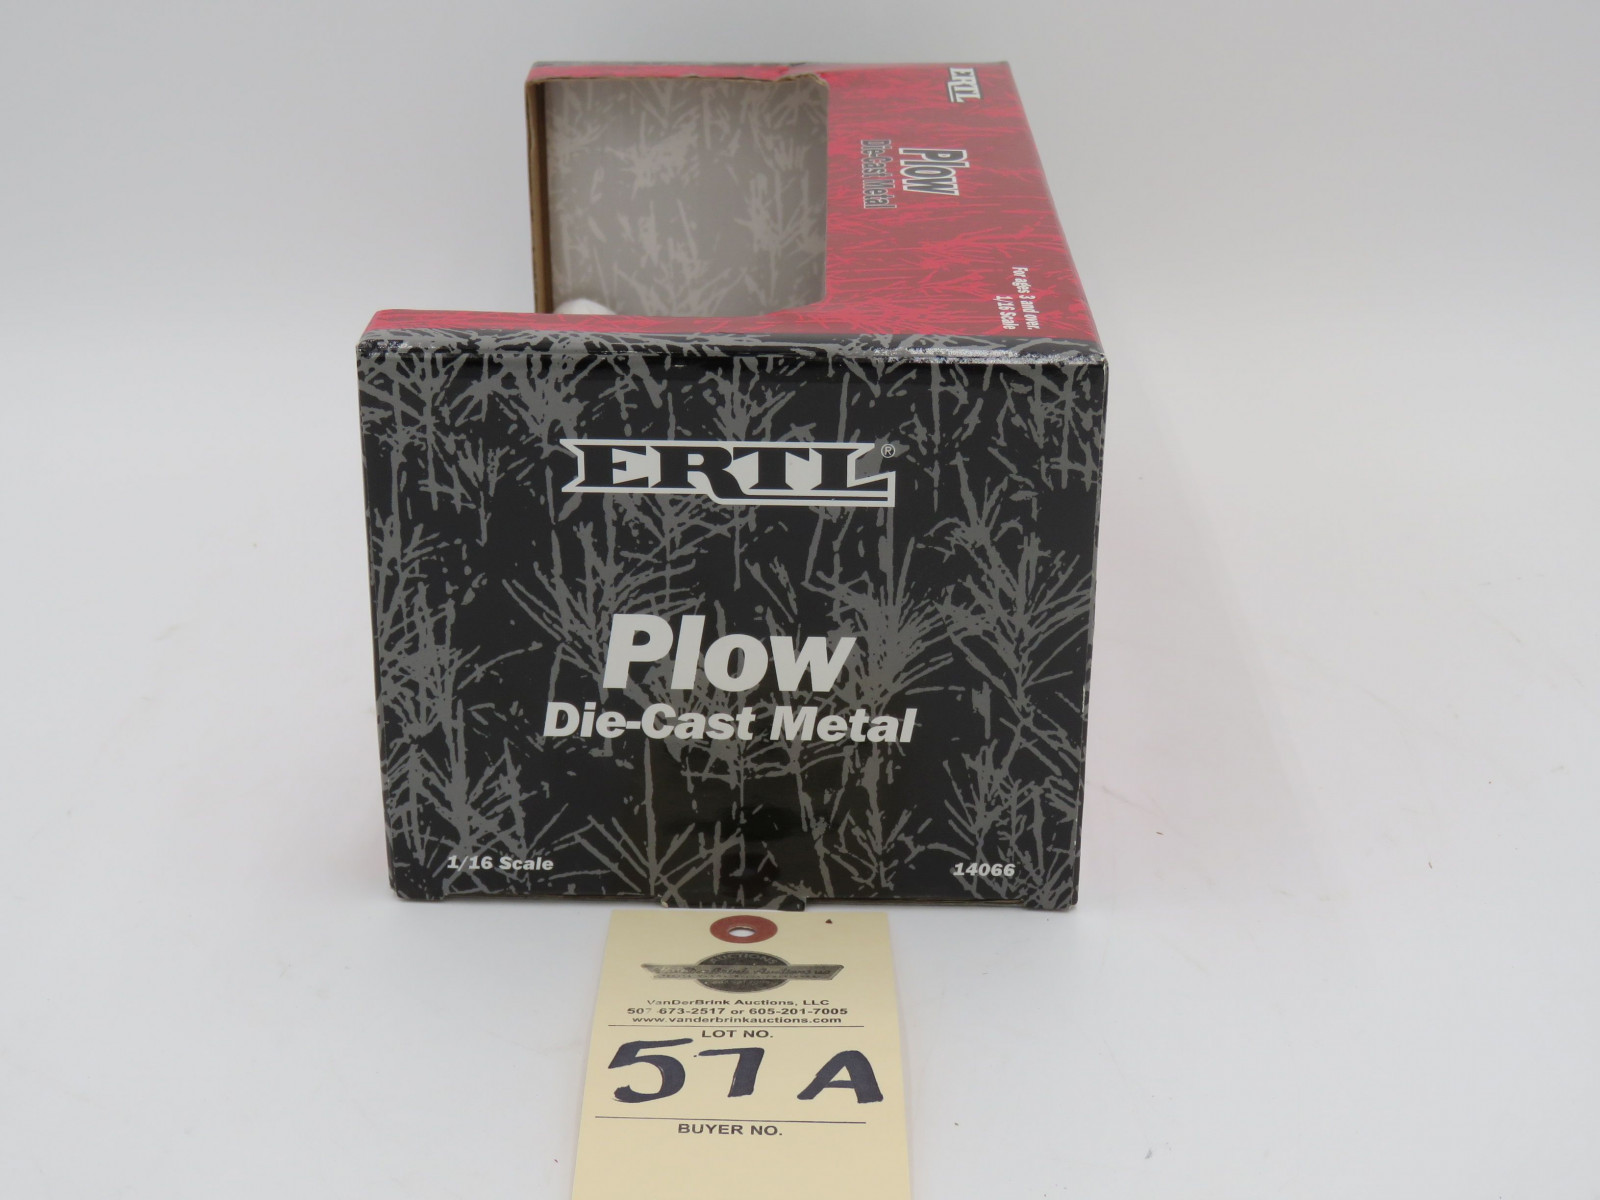 ERTL
Plow
Die-Cast Metal
For ages 3 and over.
1/16 Scale
ERTL®
Plow
Die-Cast Metal
1/16 Scale
14066
AUCTIONS
VanDerBrink Auctions, LLC
507-673-2517 or 605-201-7005
www.vanderbrinkauctions.com
LOT NO.
57A
BUYER NO.